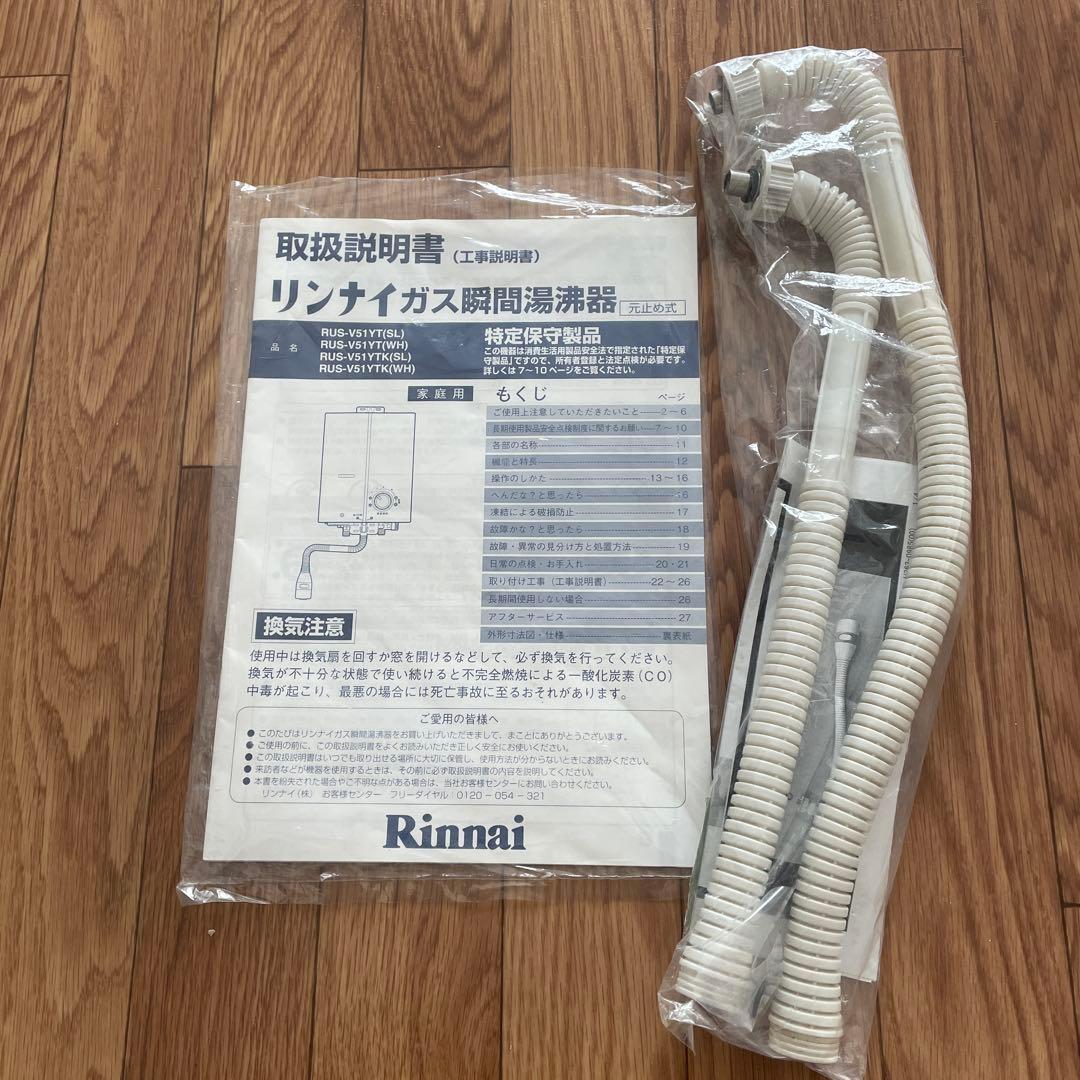 取扱説明書（工事説明書）
リンナイガス瞬間湯沸器 元止め式
品名
RUS-V51YT(SL)
RUS-V51YT(WH)
RUS-V51YTK(SL)
RUS-V51YTK(WH)
特定保守製品
この機器は消費生活用製品安全法で指定された「特定保
守製品」ですので、所有者登録と法定点検が必要です。
詳しくは７〜１０ページをご覧ください。
家庭用
もくじ ページ
ご使用上注意していただきたいこと 2〜6
長期使用製品安全点検制度に関するお願い 7〜10
各部の名称 11
機能と特長 12
操作のしかた 13〜16
へんだな？と思ったら 16
凍結による破損防止 17
故障かな？と思ったら 18
故障・異常の見分け方と処置方法 19
日常の点検・お手入れ 20・21
取り付け工事（工事説明書） 22〜26
長期間使用しない場合 26
アフターサービス 27
外形寸法図・仕様 裏表紙
換気注意
使用中は換気扇を回すか窓を開けるなどして、必ず換気を行ってください。
換気が不十分な状態で使い続けると不完全燃焼による一酸化炭素（CO）
中毒が起こり、最悪の場合には死亡事故に至るおそれがあります。
ご愛用の皆様へ
● このたびはリンナイガス瞬間湯沸器をお買い上げいただきまして、まことにありがとうございます。
● ご使用の前に、この取扱説明書をよくお読みいただき正しく安全にお使いください。
● この取扱説明書はいつでも取り出せる場所に大切に保管し、使用方法が分からないときにお読みください。
● 来訪者などが機器を使用するときは、その前に必ず取扱説明書の内容を説明してください。
● 本書を紛失された場合やご不明な点がある場合は、当社お客様センターにお問い合わせください。
リンナイ（株） お客様センター フリーダイヤル：0120-054-321
Rinnai